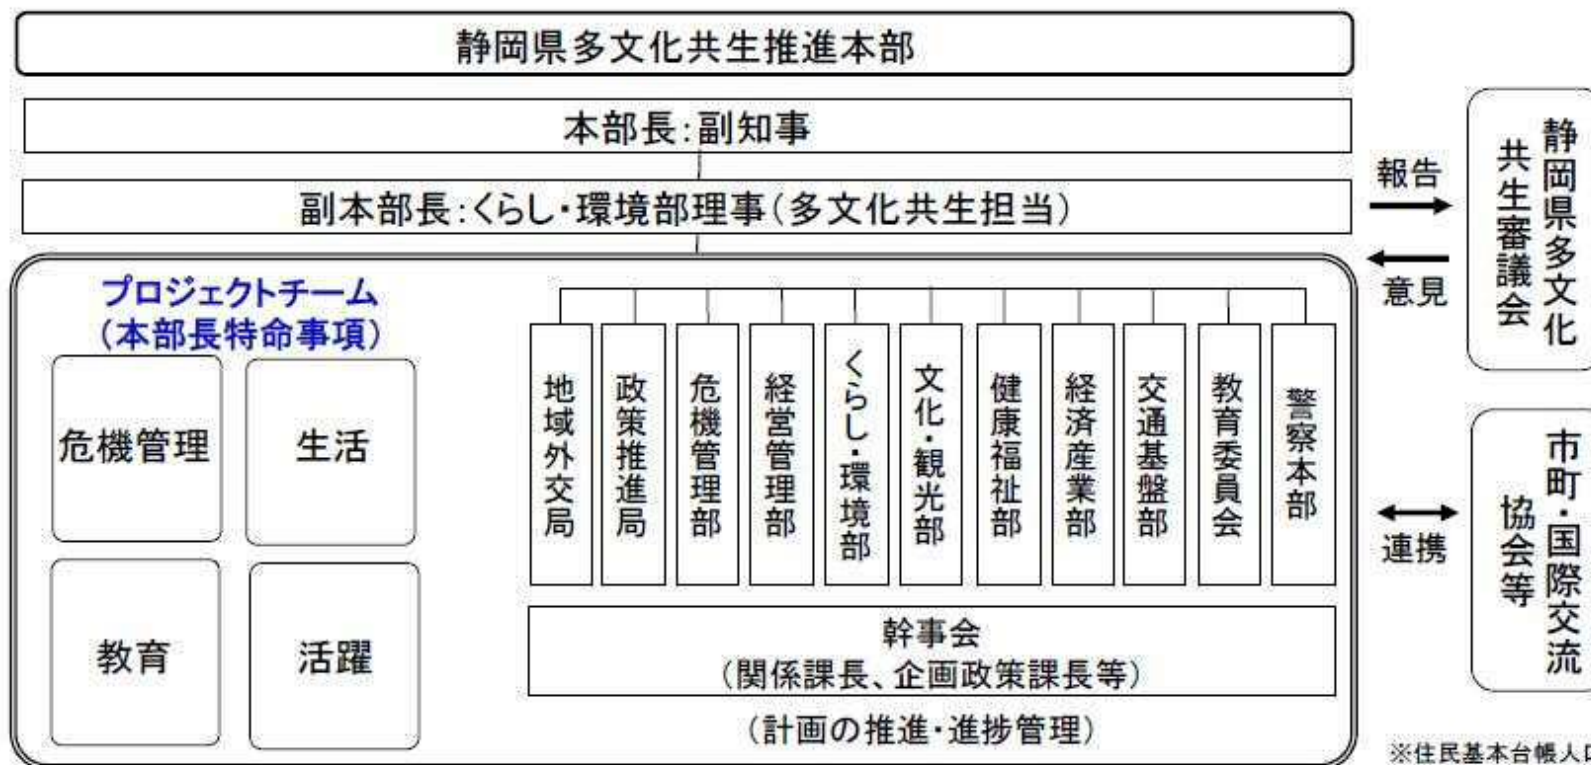 静岡県多文化共生推進本部
本部長：副知事
副本部長：くらし・環境部理事（多文化共生担当）
プロジェクトチーム
（本部長特命事項）
危機管理
生活
教育
活躍
地域外交局
政策推進局
危機管理部
経営管理部
くらし・環境部
文化・観光部
健康福祉部
経済産業部
交通基盤部
教育委員会
警察本部
幹事会
（関係課長、企画政策課長等）
（計画の推進・進捗管理）
報告
意見
静岡県多文化
共生審議会
連携
市町・国際交流
協会等
※住民基本台帳人口